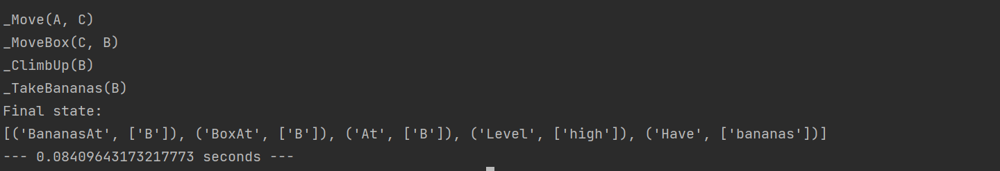 _Move(A, C)
_MoveBox(C, B)
_ClimbUp(B)
_TakeBananas(B)
Final state:
[('BananasAt', ['B']), ('BoxAt', ['B']), ('At', ['B']), ('Level', ['high']), ('Have', ['bananas'])]
--- 0.08409643173217773 seconds ---